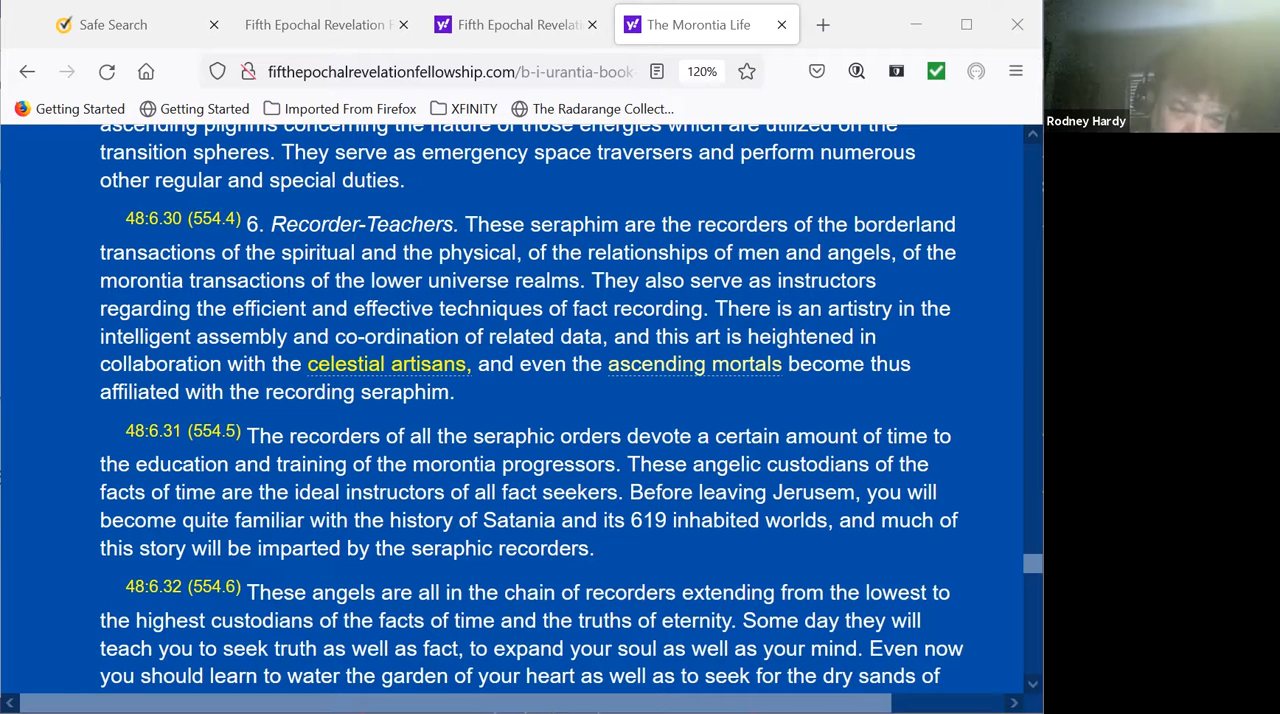 Safe Search
Fifth Epochal Revelation F
Fifth Epochal Revelati
The Morontia Life
fifthepochalrevelationfellowship.com/b-i-urantia-book-
120%
Getting Started
Getting Started
Imported From Firefox
XFINITY
The Radarange Collect...
Rodney Hardy
ascending pilgrims concerning the nature of those energies which are utilized on the
transition spheres. They serve as emergency space traversers and perform numerous
other regular and special duties.
48:6.30 (554.4) 6. Recorder-Teachers. These seraphim are the recorders of the borderland
transactions of the spiritual and the physical, of the relationships of men and angels, of the
morontia transactions of the lower universe realms. They also serve as instructors
regarding the efficient and effective techniques of fact recording. There is an artistry in the
intelligent assembly and co-ordination of related data, and this art is heightened in
collaboration with the celestial artisans, and even the ascending mortals become thus
affiliated with the recording seraphim.
48:6.31 (554.5) The recorders of all the seraphic orders devote a certain amount of time to
the education and training of the morontia progressors. These angelic custodians of the
facts of time are the ideal instructors of all fact seekers. Before leaving Jerusem, you will
become quite familiar with the history of Satania and its 619 inhabited worlds, and much of
this story will be imparted by the seraphic recorders.
48:6.32 (554.6) These angels are all in the chain of recorders extending from the lowest to
the highest custodians of the facts of time and the truths of eternity. Some day they will
teach you to seek truth as well as fact, to expand your soul as well as your mind. Even now
you should learn to water the garden of your heart as well as to seek for the dry sands of